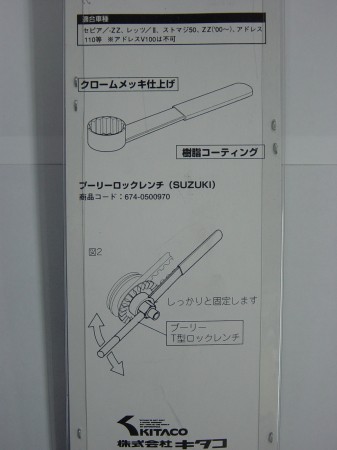 適合車種
セピア/-ZZ、レッツ/Ⅱ、ストマジ50、ZZ('00〜)、アドレス
110等 ※アドレスV100は不可
クロームメッキ仕上げ
樹脂コーティング
プーリーロックレンチ（SUZUKI）
商品コード：674-0500970
図2
しっかりと固定します
プーリー
T型ロックレンチ
KITACO
株式会社 キタコ